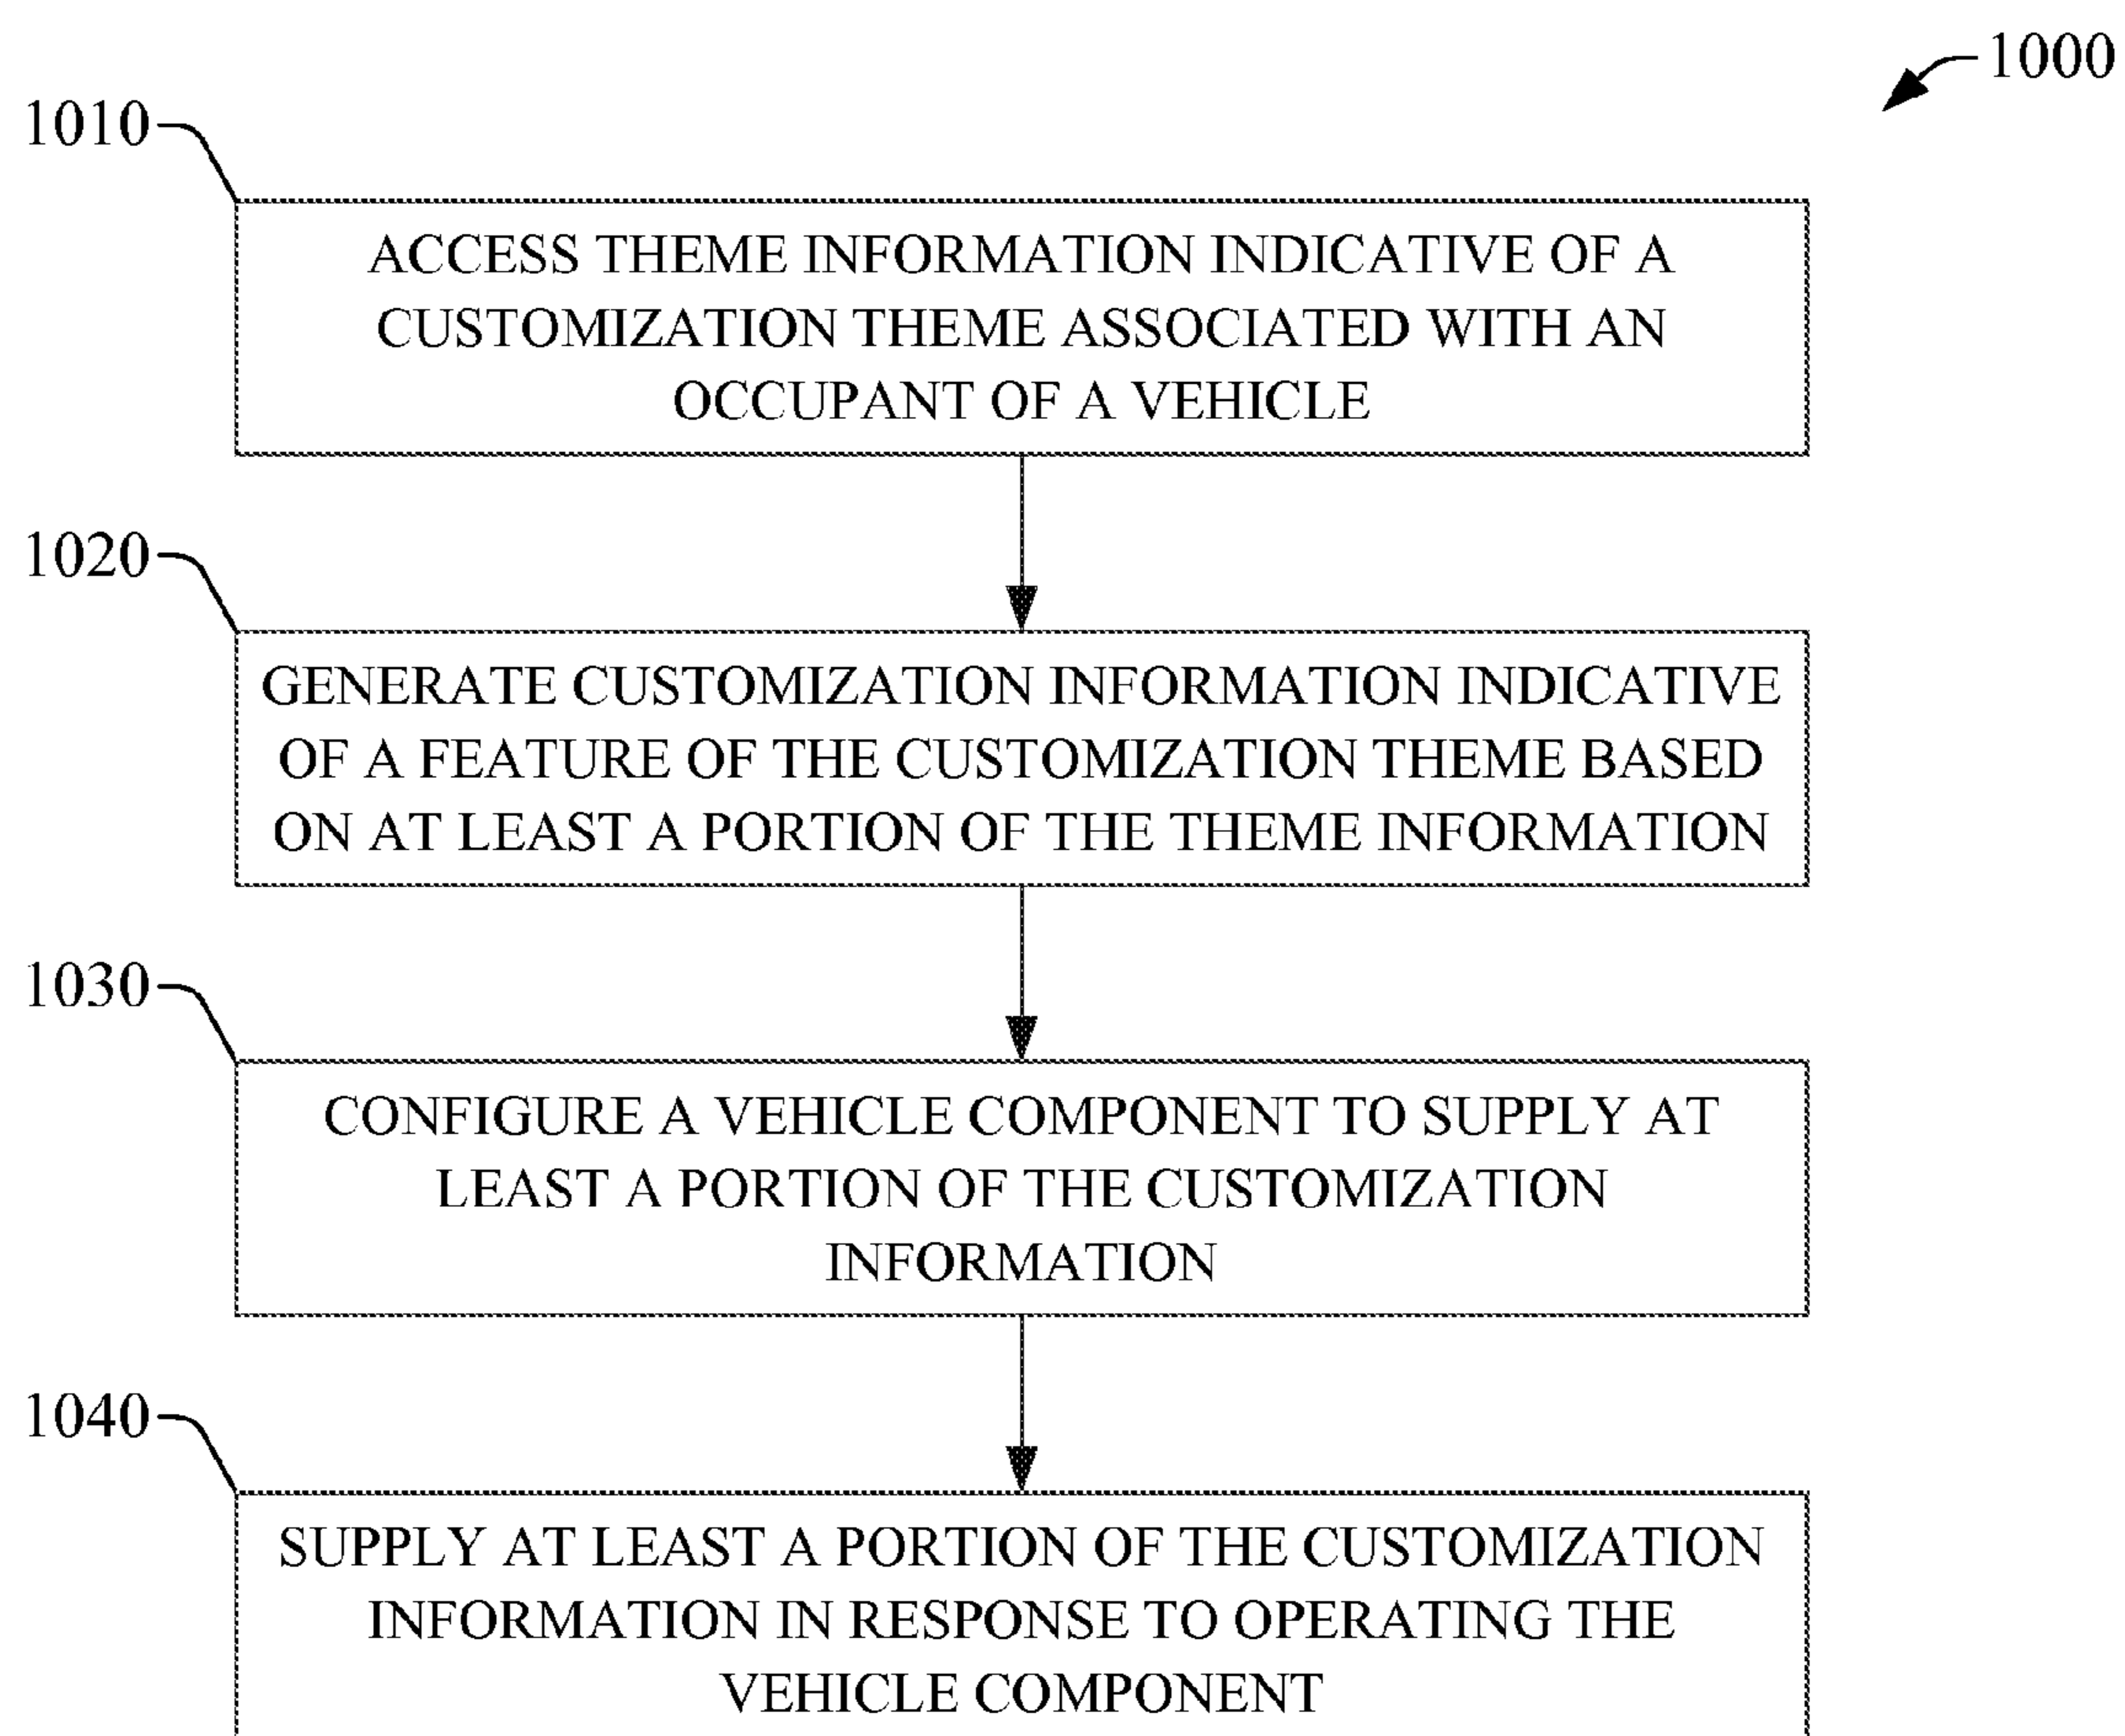 1000
1010
ACCESS THEME INFORMATION INDICATIVE OF A
CUSTOMIZATION THEME ASSOCIATED WITH AN
OCCUPANT OF A VEHICLE
1020
GENERATE CUSTOMIZATION INFORMATION INDICATIVE
OF A FEATURE OF THE CUSTOMIZATION THEME BASED
ON AT LEAST A PORTION OF THE THEME INFORMATION
1030
CONFIGURE A VEHICLE COMPONENT TO SUPPLY AT
LEAST A PORTION OF THE CUSTOMIZATION
INFORMATION
1040
SUPPLY AT LEAST A PORTION OF THE CUSTOMIZATION
INFORMATION IN RESPONSE TO OPERATING THE
VEHICLE COMPONENT